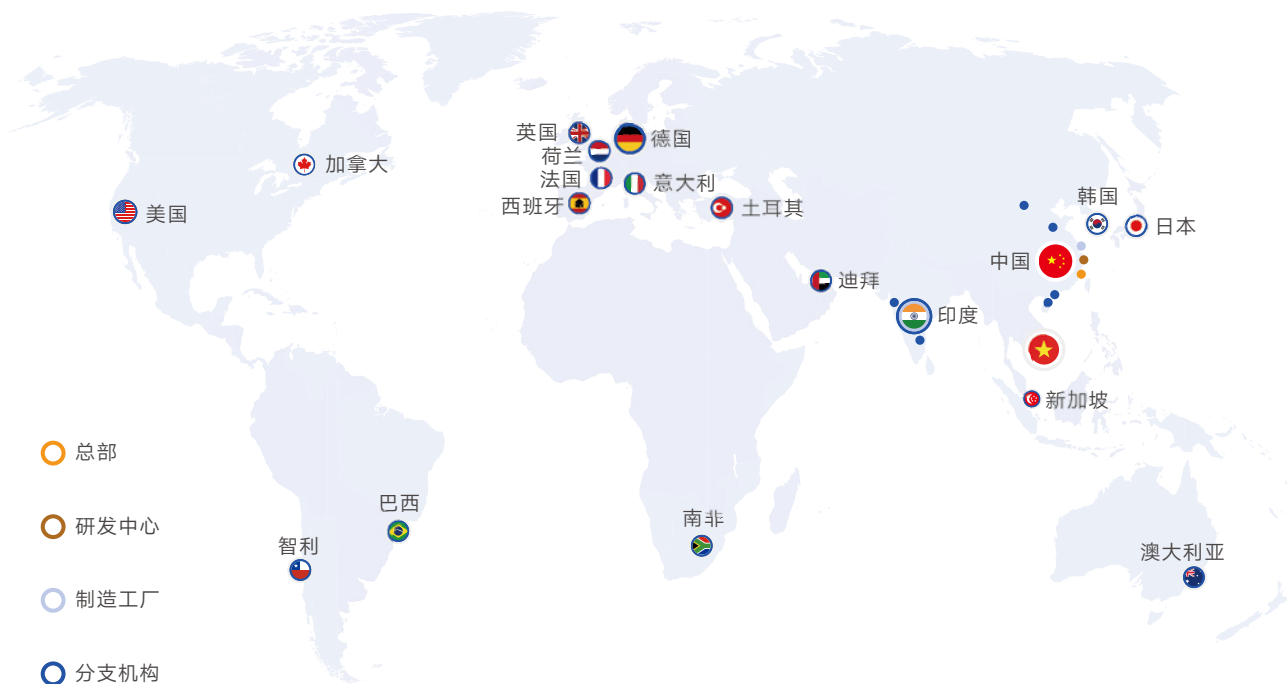 英国
德国
荷兰
加拿大
法国
意大利
西班牙
土耳其
美国
韩国
日本
中国
迪拜
印度
新加坡
总部
巴西
研发中心
南非
智利
澳大利亚
制造工厂
分支机构